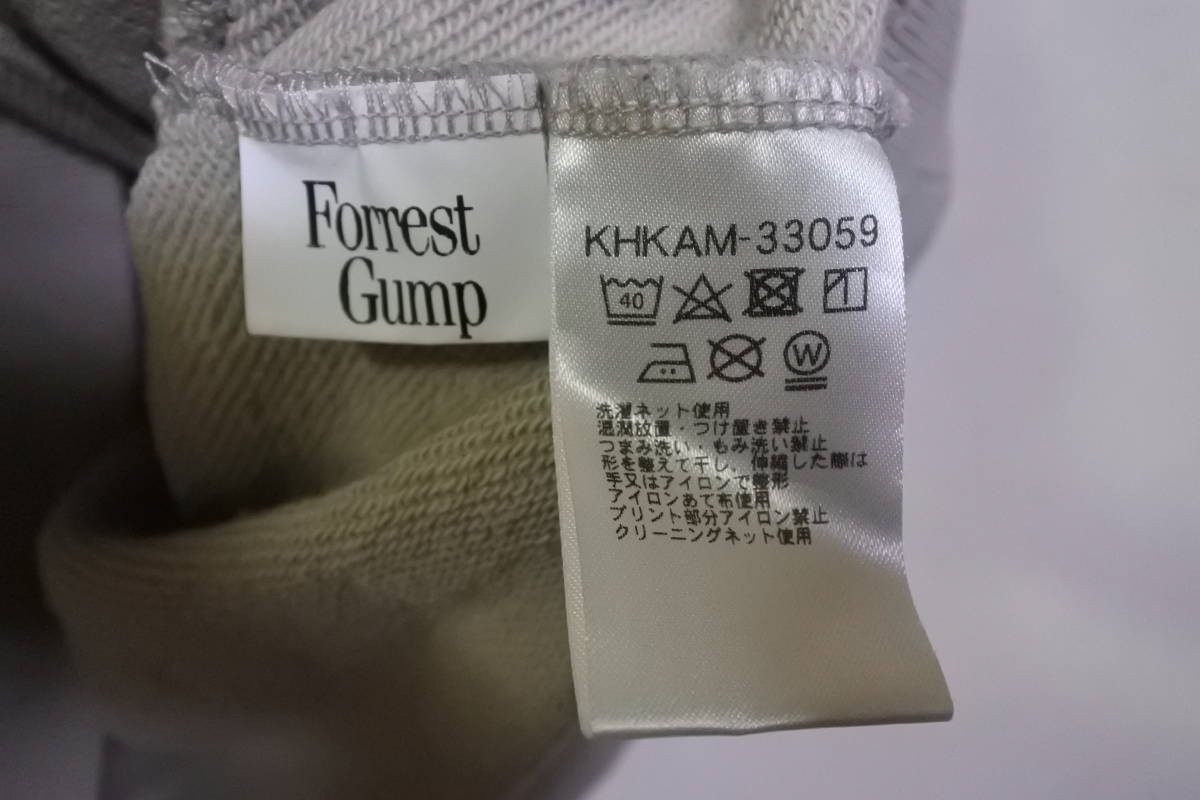 Forrest
Gump
KHKAM-33059
40
W
洗濯ネット使用
湿潤放置・つけ置き禁止
つまみ洗い・もみ洗い禁止
形を整えて干し、伸縮した際は
手又はアイロンで整形
アイロンあて布使用
プリント部分アイロン禁止
クリーニングネット使用